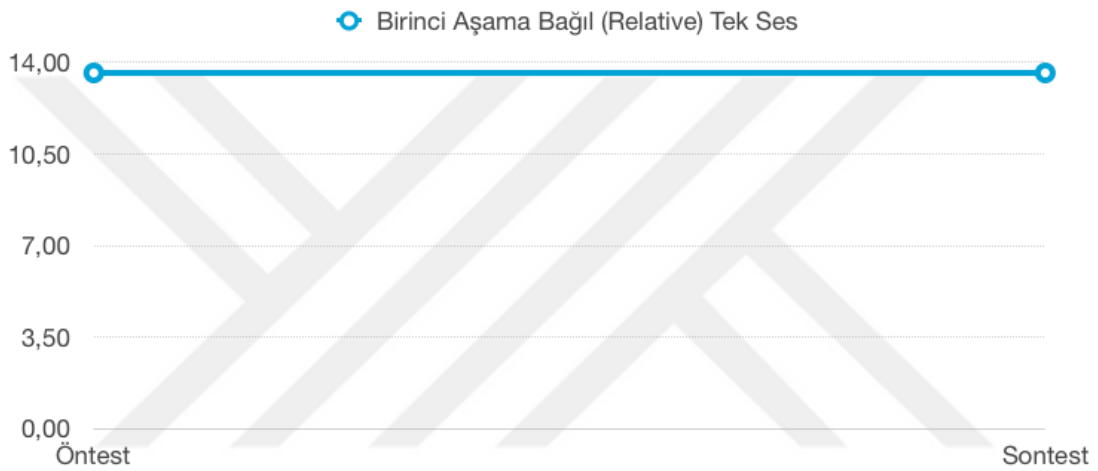 Birinci Aşama Bağıl (Relative) Tek Ses
14,00
10,50
7,00
3,50
0,00
Öntest Sontest